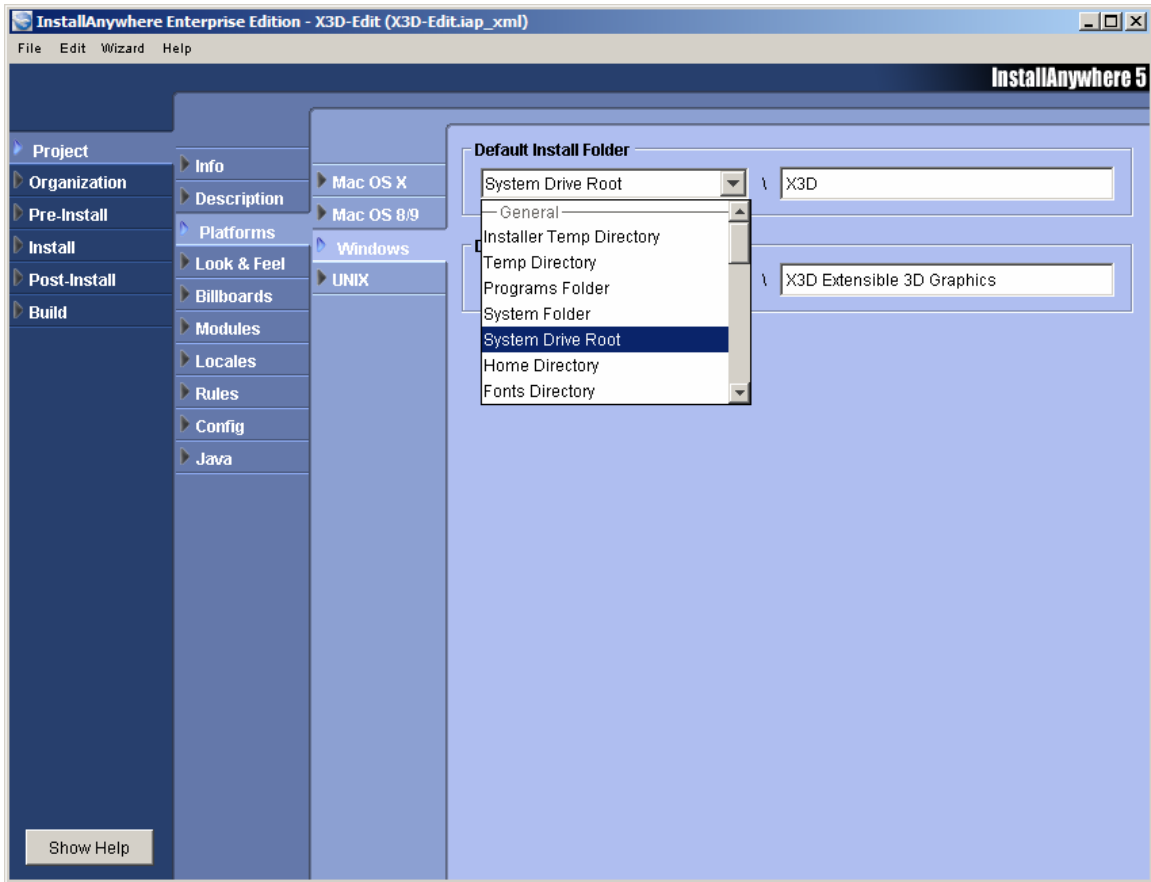 InstallAnywhere Enterprise Edition - X3D-Edit (X3D-Edit.iap_xml)
File Edit Wizard Help
InstallAnywhere 5
Project
Organization
Pre-Install
Install
Post-Install
Build
Info
Description
Platforms
Look & Feel
Billboards
Modules
Locales
Rules
Config
Java
Mac OS X
Mac OS 8/9
Windows
UNIX
Default Install Folder
System Drive Root \ X3D
General
Installer Temp Directory
Temp Directory
Programs Folder
System Folder
System Drive Root
Home Directory
Fonts Directory
\ X3D Extensible 3D Graphics
Show Help